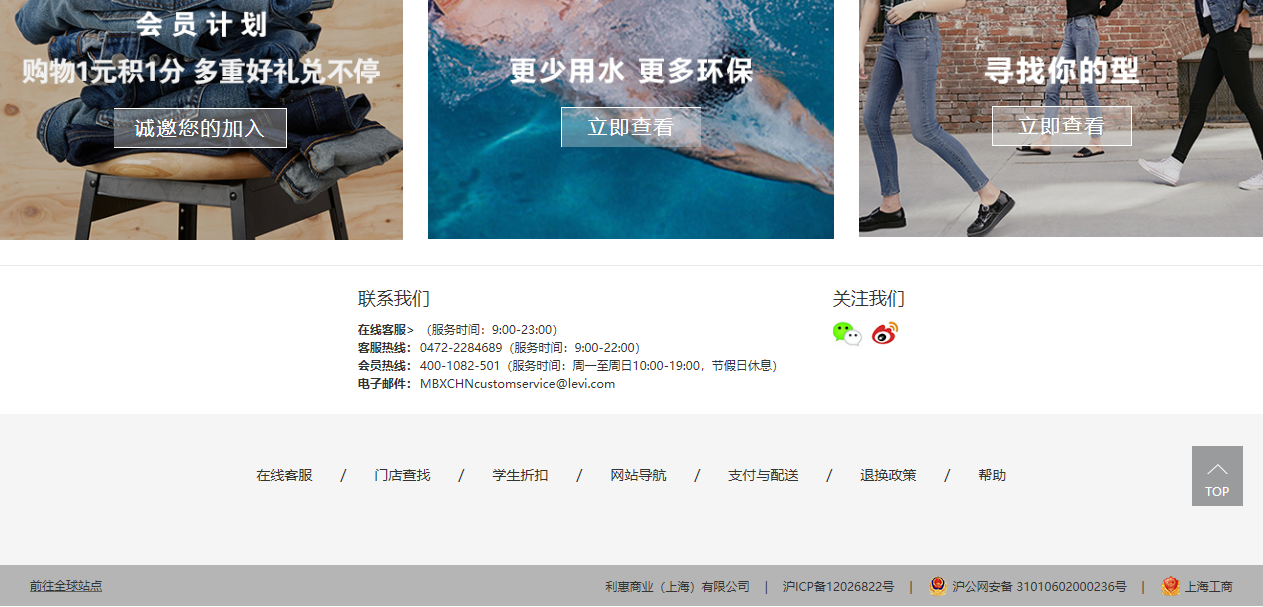 会员计划
购物1元积1分 多重好礼兑不停
诚邀您的加入
更少用水 更多环保
立即查看
寻找你的型
立即查看
联系我们
在线客服> （服务时间：9:00-23:00）
客服热线： 0472-2284689（服务时间：9:00-22:00）
会员热线： 400-1082-501（服务时间：周一至周日10:00-19:00，节假日休息）
电子邮件： MBXCHNcustomservice@levi.com
关注我们
在线客服 / 门店查找 / 学生折扣 / 网站导航 / 支付与配送 / 退换政策 / 帮助
TOP
前往全球站点
利惠商业（上海）有限公司 | 沪ICP备12026822号 | 沪公网安备 31010602000236号 | 上海工商